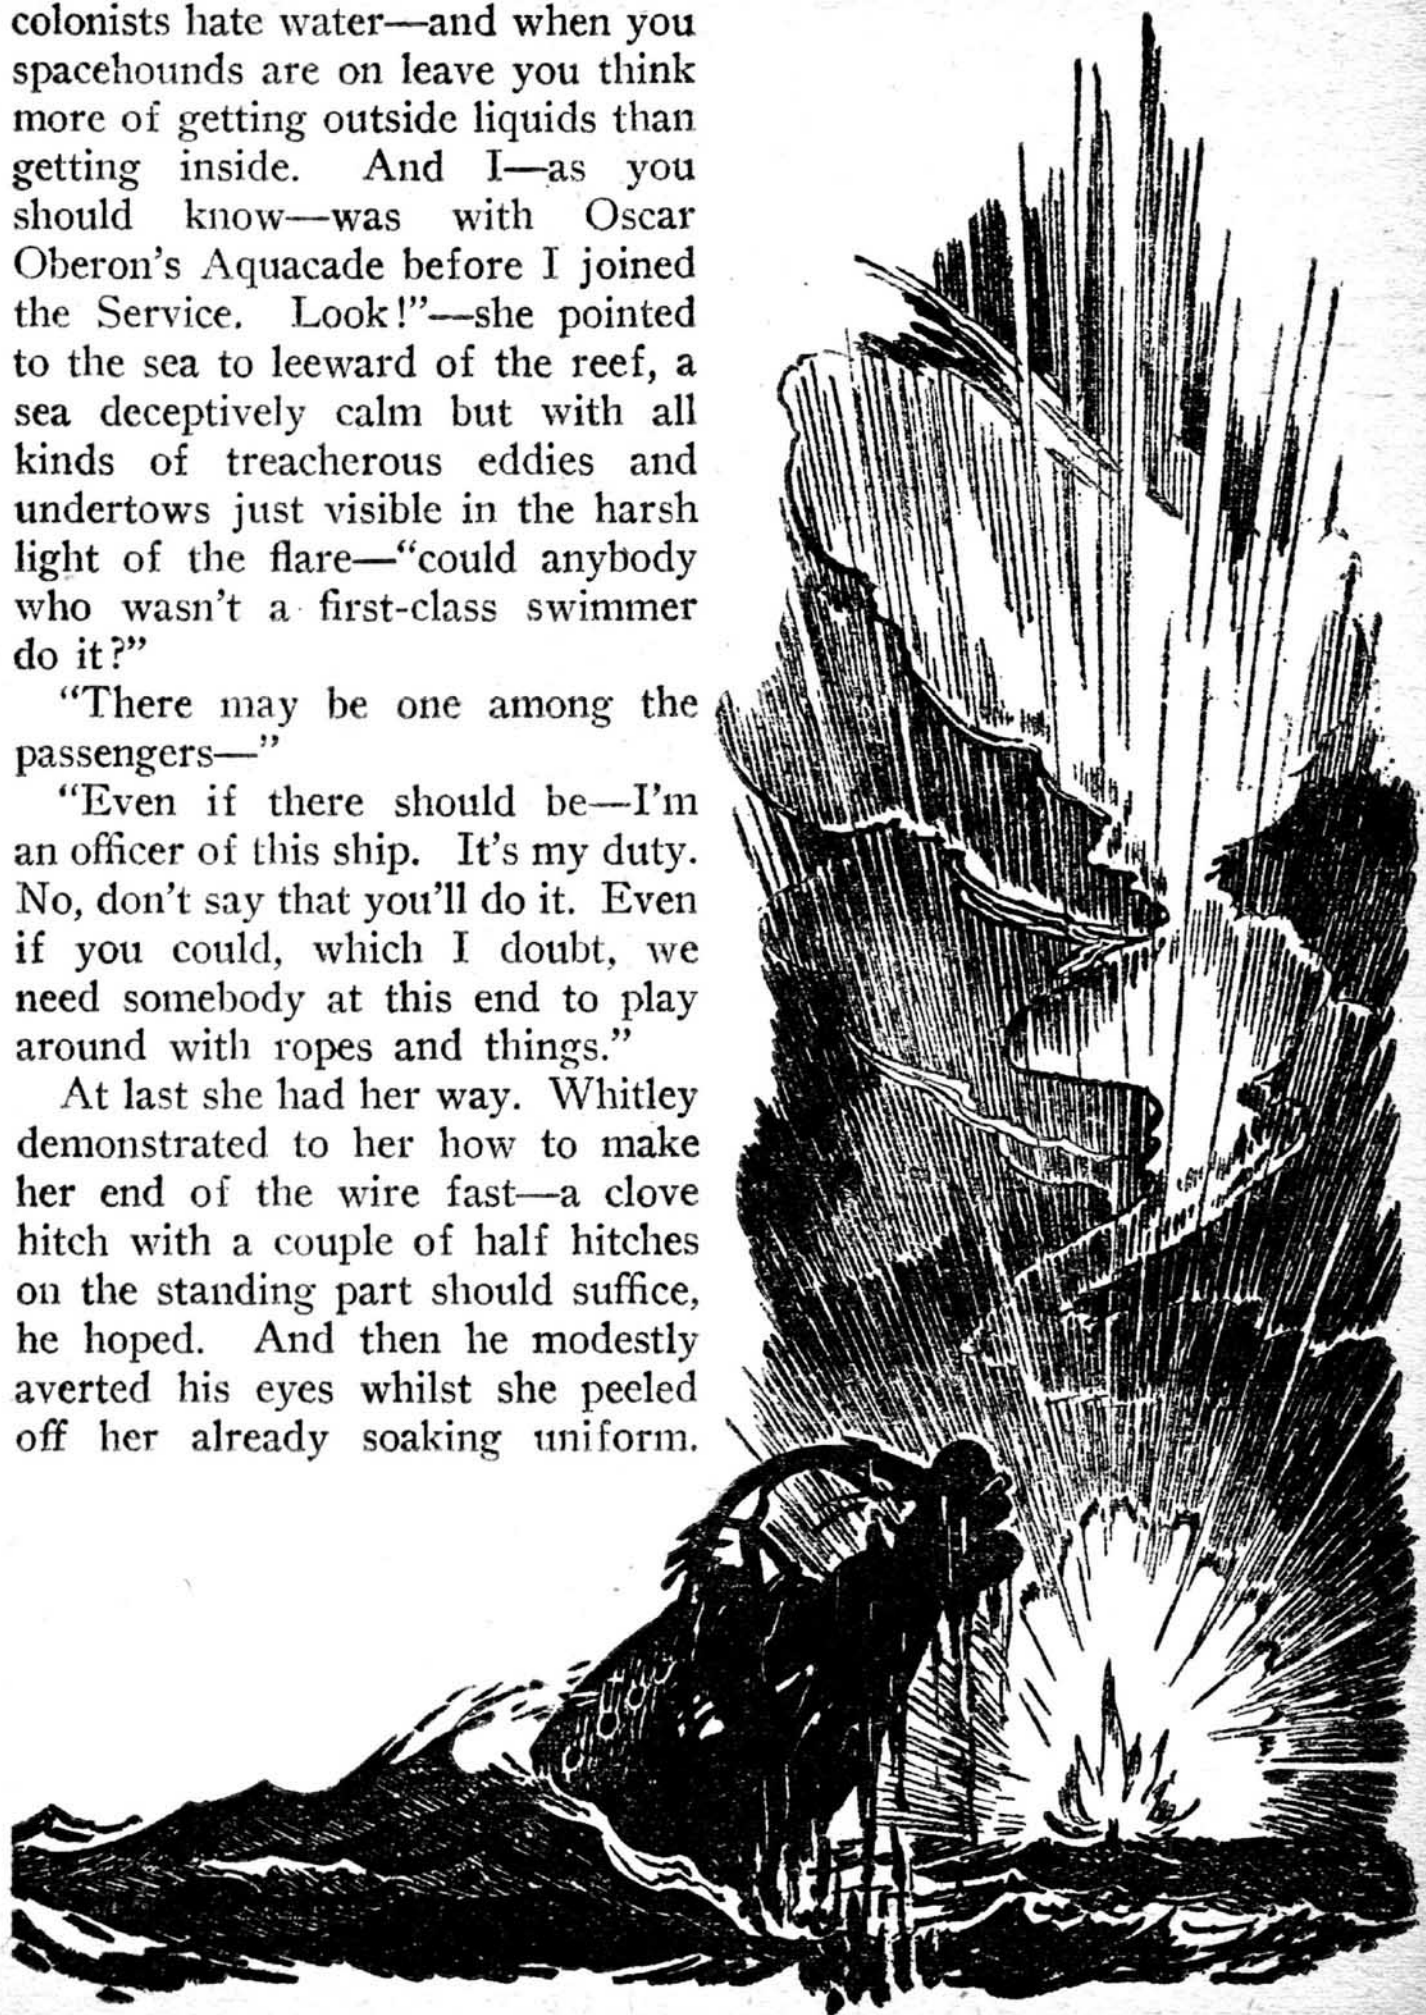 colonists hate water—and when you
spacehounds are on leave you think
more of getting outside liquids than
getting inside. And I—as you
should know—was with Oscar
Oberon's Aquacade before I joined
the Service. Look!”—she pointed
to the sea to leeward of the reef, a
sea deceptively calm but with all
kinds of treacherous eddies and
undertows just visible in the harsh
light of the flare—“could anybody
who wasn't a first-class swimmer
do it?”
“There may be one among the
passengers—”
“Even if there should be—I'm
an officer of this ship. It's my duty.
No, don't say that you'll do it. Even
if you could, which I doubt, we
need somebody at this end to play
around with ropes and things.”
At last she had her way. Whitley
demonstrated to her how to make
her end of the wire fast—a clove
hitch with a couple of half hitches
on the standing part should suffice,
he hoped. And then he modestly
averted his eyes whilst she peeled
off her already soaking uniform.